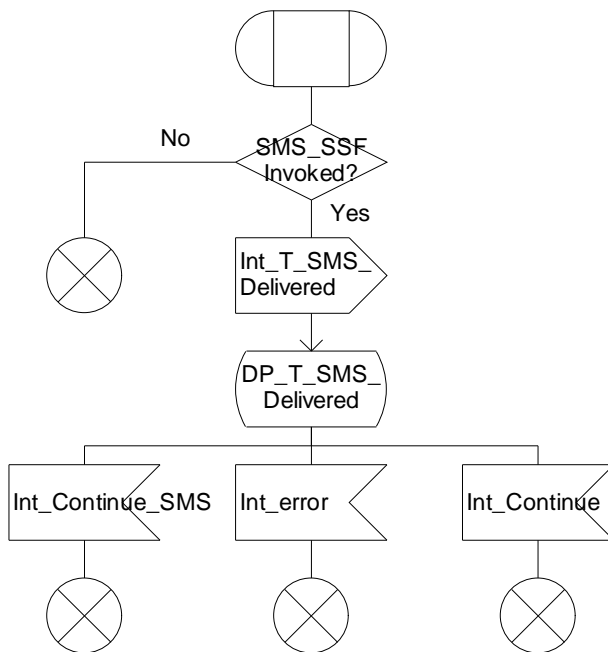 No
SMS_SSF
Invoked?
Yes
Int_T_SMS_
Delivered
DP_T_SMS_
Delivered
Int_Continue_SMS
Int_error
Int_Continue